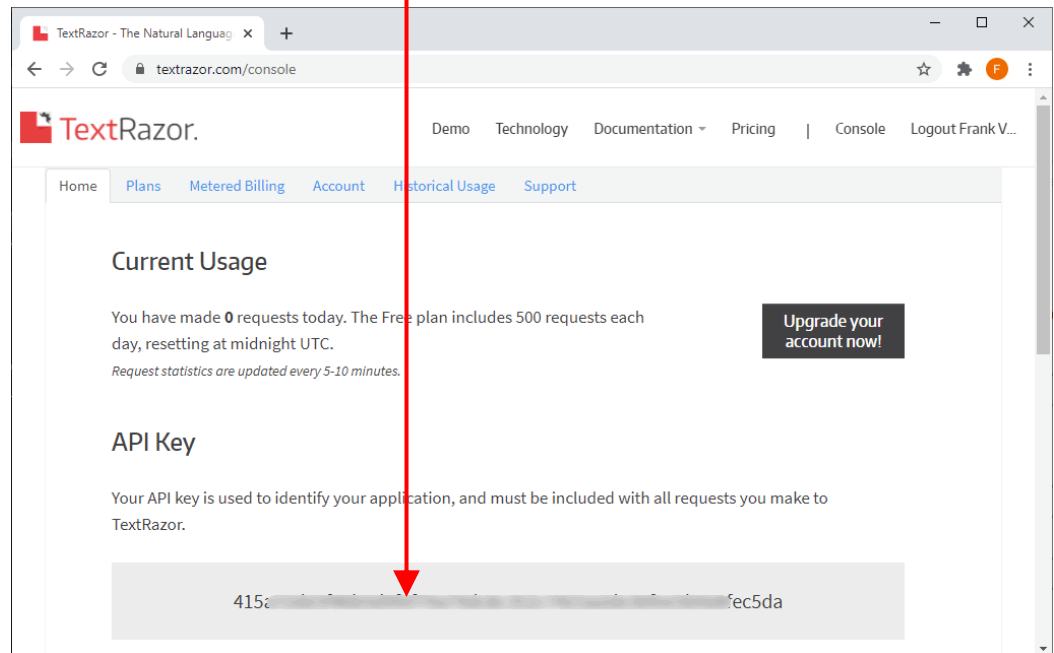 TextRazor - The Natural Languag
textrazor.com/console
F
TextRazor.
Demo Technology Documentation Pricing | Console Logout Frank V...
Home Plans Metered Billing Account Historical Usage Support
Current Usage
You have made 0 requests today. The Free plan includes 500 requests each
day, resetting at midnight UTC.
Request statistics are updated every 5-10 minutes.
Upgrade your
account now!
API Key
Your API key is used to identify your application, and must be included with all requests you make to
TextRazor.
415a fec5da